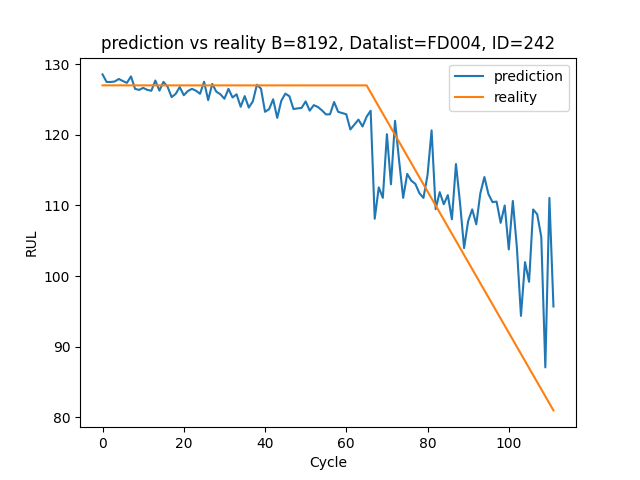 prediction vs reality B=8192, Datalist=FD004, ID=242
130
120
110
100
90
80
RUL
prediction
reality
0 20 40 60 80 100
Cycle